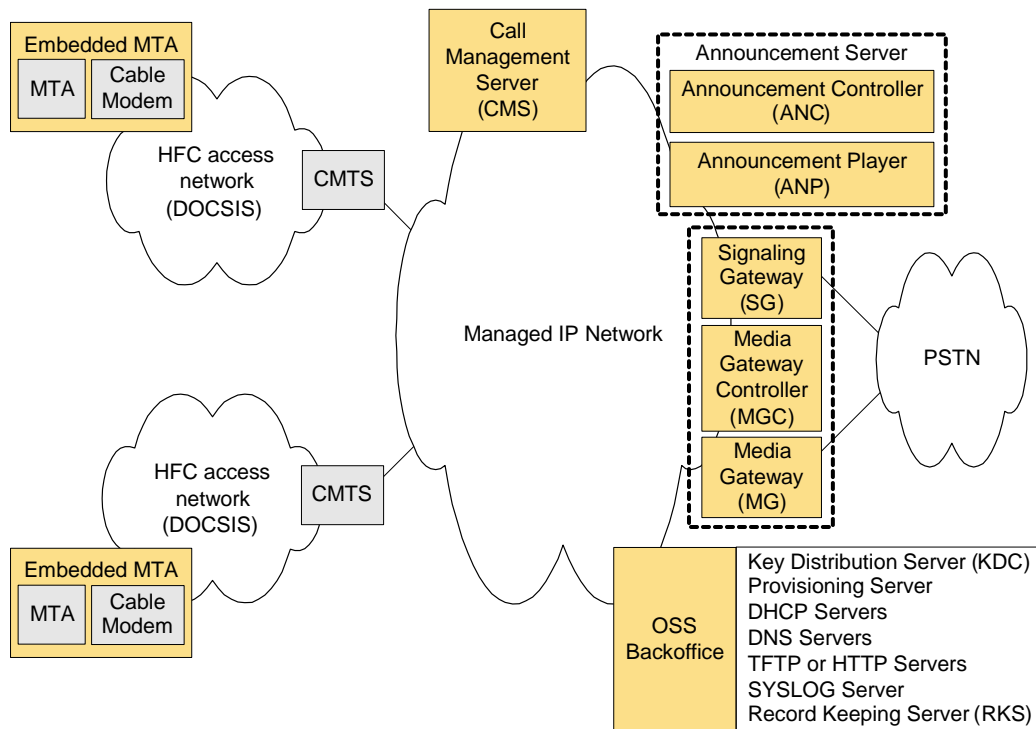 Embedded MTA
MTA
Cable
Modem
HFC access
network
(DOCSIS)
CMTS
Call
Management
Server
(CMS)
Announcement Server
Announcement Controller
(ANC)
Announcement Player
(ANP)
Managed IP Network
Signaling
Gateway
(SG)
Media
Gateway
Controller
(MGC)
Media
Gateway
(MG)
PSTN
HFC access
network
(DOCSIS)
CMTS
Embedded MTA
MTA
Cable
Modem
OSS
Backoffice
Key Distribution Server (KDC)
Provisioning Server
DHCP Servers
DNS Servers
TFTP or HTTP Servers
SYSLOG Server
Record Keeping Server (RKS)